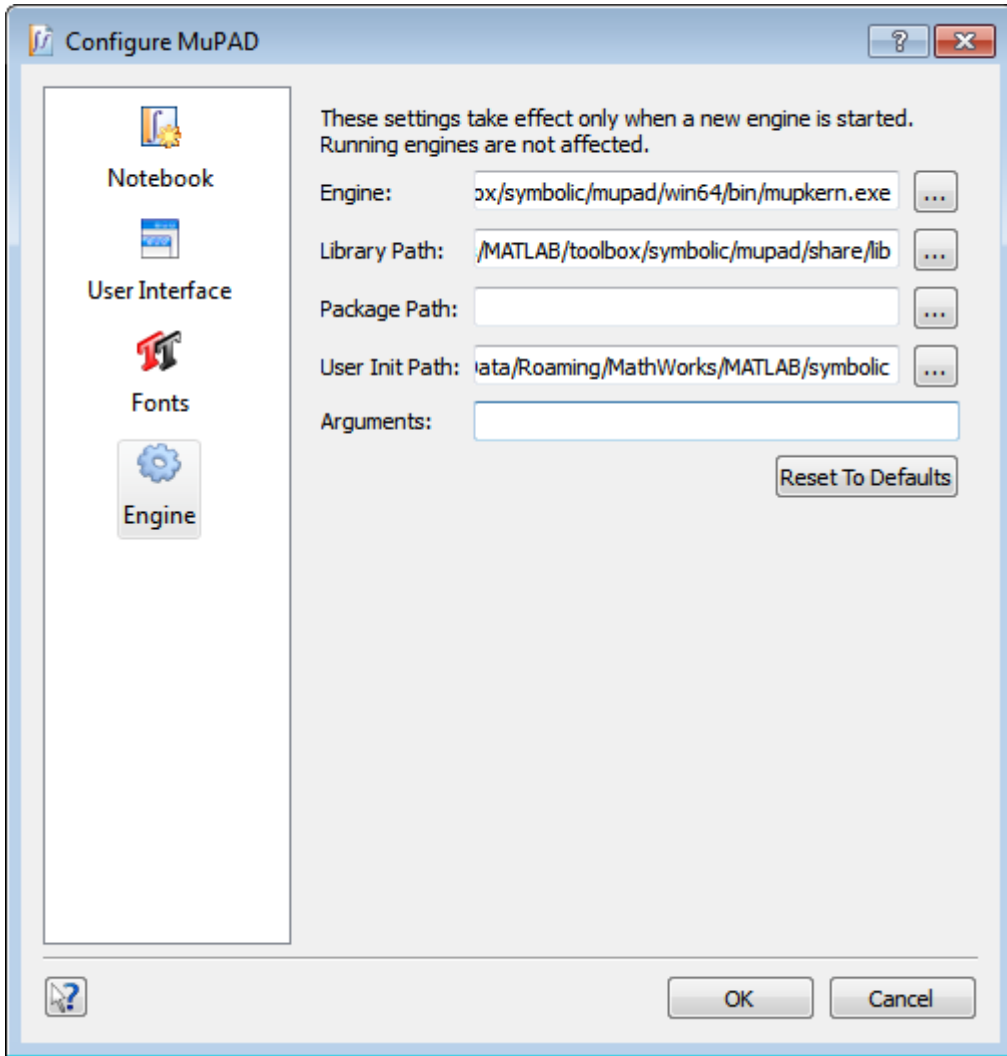 Configure MuPAD
Notebook
User Interface
Fonts
Engine
These settings take effect only when a new engine is started.
Running engines are not affected.
Engine: ox/symbolic/mupad/win64/bin/mupkern.exe ...
Library Path: /MATLAB/toolbox/symbolic/mupad/share/lib ...
Package Path: ...
User Init Path: Data/Roaming/MathWorks/MATLAB/symbolic ...
Arguments:
Reset To Defaults
OK Cancel